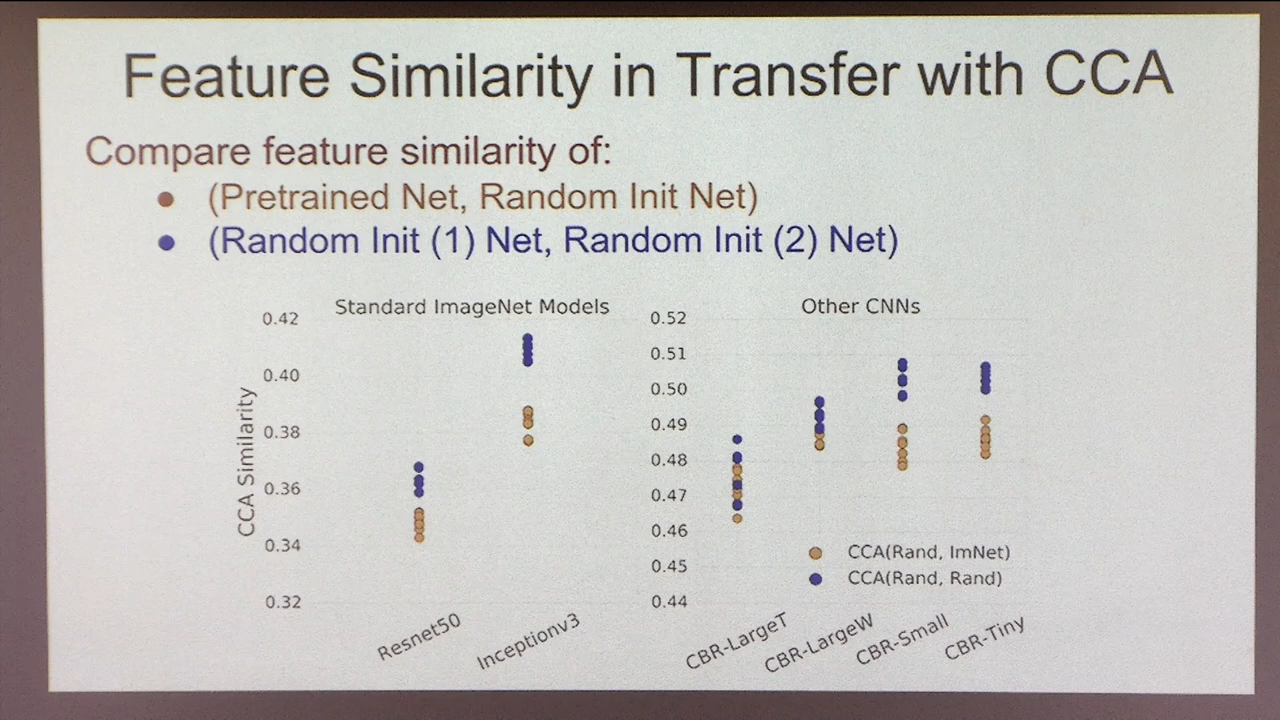 Feature Similarity in Transfer with CCA
Compare feature similarity of:
(Pretrained Net, Random Init Net)
(Random Init (1) Net, Random Init (2) Net)
Standard ImageNet Models
0.42
0.40
0.38
0.36
0.34
0.32
CCA Similarity
Resnet50
Inceptionv3
Other CNNs
0.52
0.51
0.50
0.49
0.48
0.47
0.46
0.45
0.44
CCA(Rand, ImNet)
CCA(Rand, Rand)
CBR-LargeT
CBR-LargeW
CBR-Small
CBR-Tiny